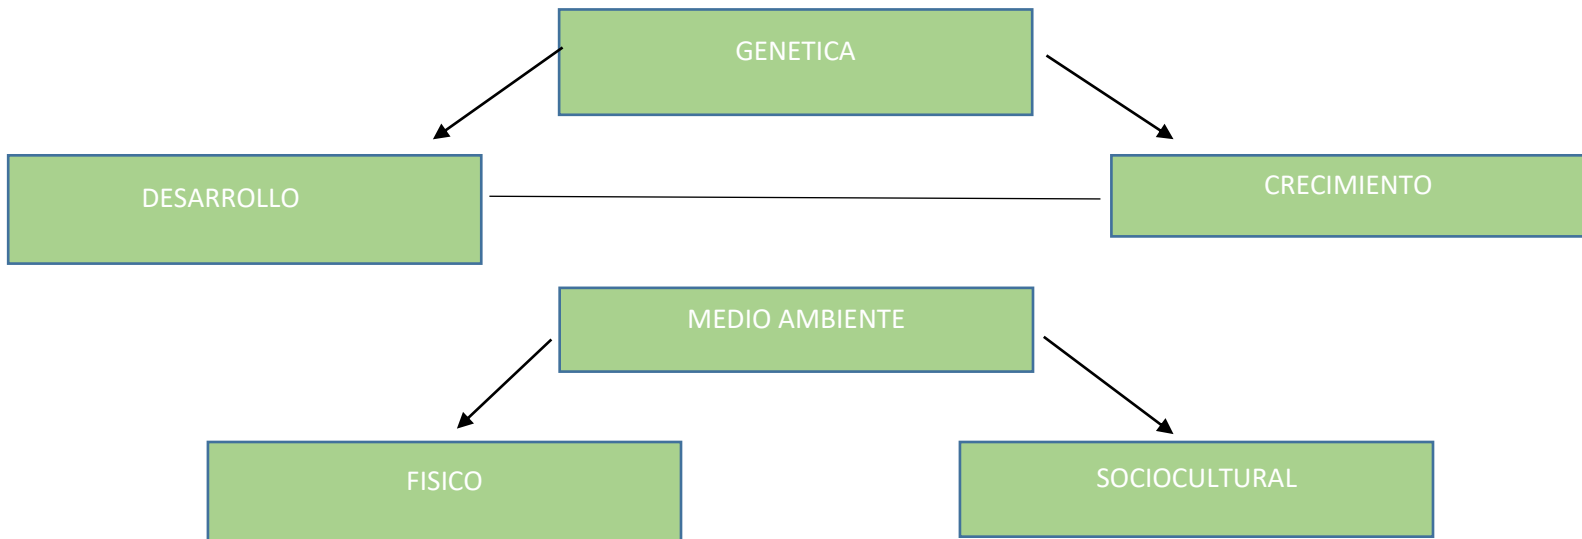 GENETICA
DESARROLLO
CRECIMIENTO
MEDIO AMBIENTE
FISICO
SOCIOCULTURAL